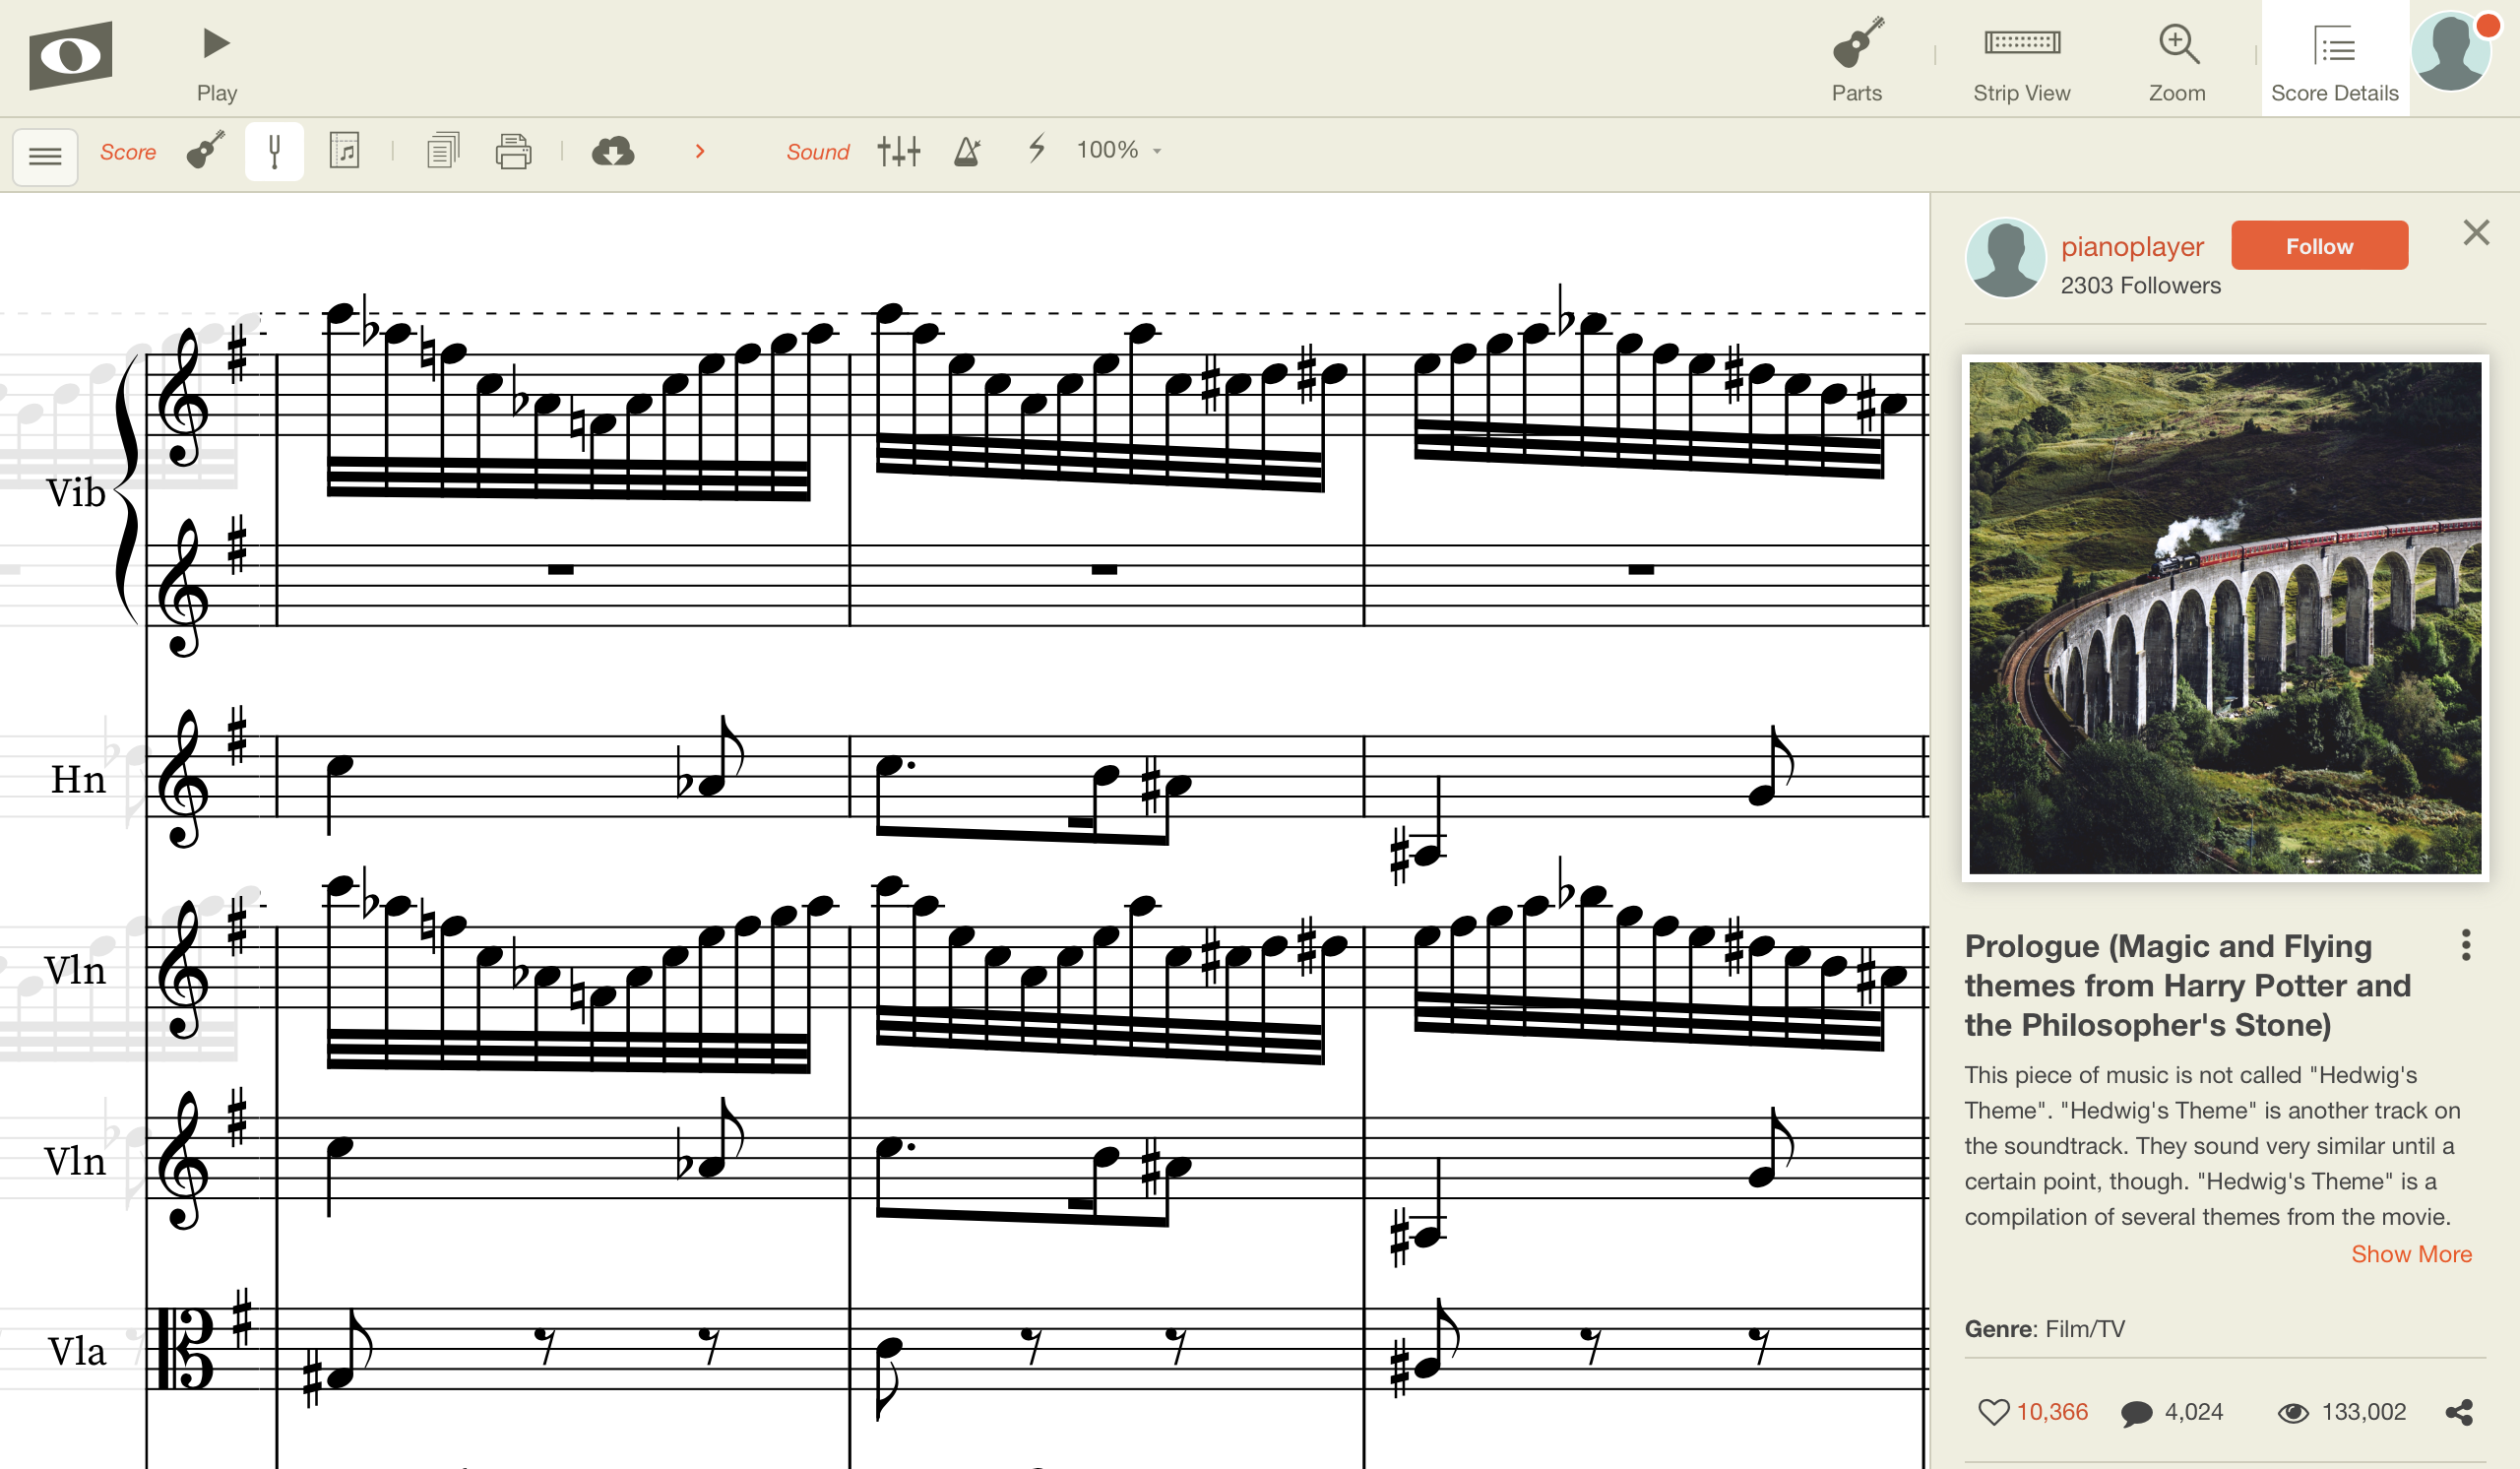 Play
Parts
Strip View
Zoom
Score Details
Score
Sound
100%
pianoplayer
Follow
2303 Followers
Vib
Hn
Vln
Vln
Vla
Prologue (Magic and Flying
themes from Harry Potter and
the Philosopher's Stone)
This piece of music is not called "Hedwig's
Theme". "Hedwig's Theme" is another track on
the soundtrack. They sound very similar until a
certain point, though. "Hedwig's Theme" is a
compilation of several themes from the movie.
Show More
Genre: Film/TV
10,366
4,024
133,002